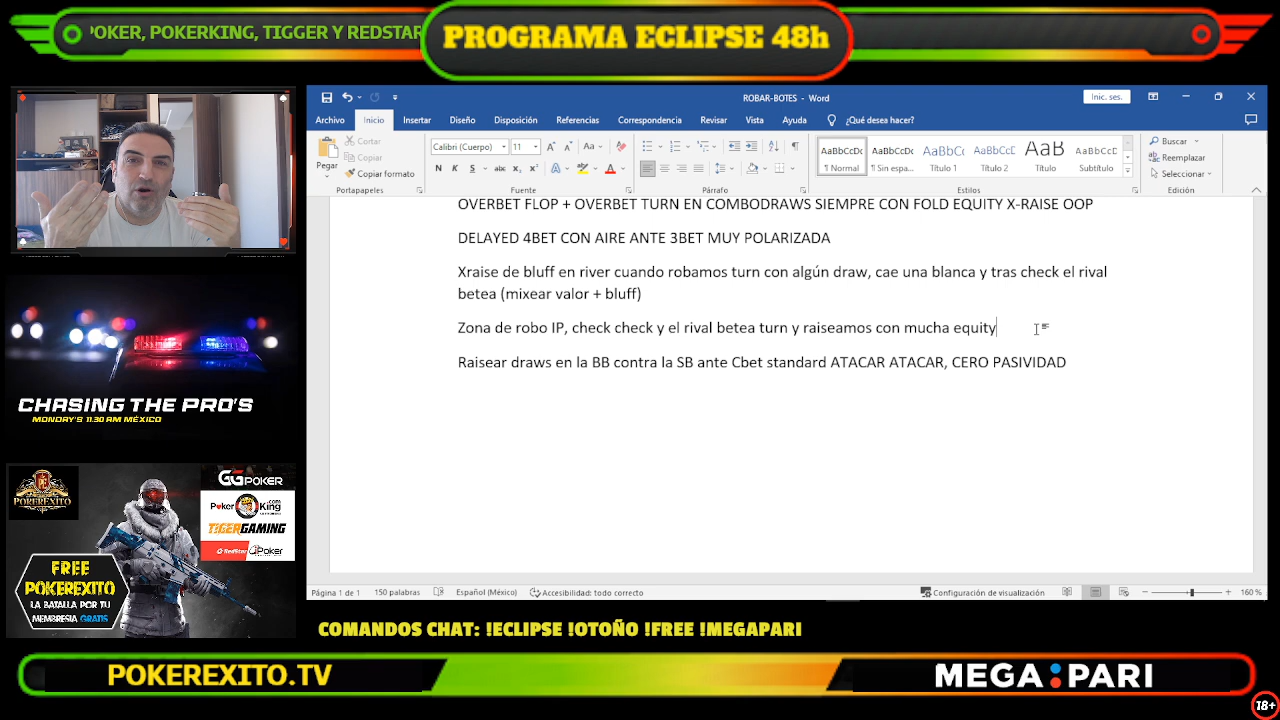 POKER, POKERKING, TIGGER Y REDSTAR
PROGRAMA ECLIPSE 48h
ROBAR-BOTES - Word
Inic. ses.
Archivo Inicio Insertar Diseño Disposición Referencias Correspondencia Revisar Vista Ayuda ¿Qué desea hacer?
Pegar
Cortar
Copiar
Copiar formato
Portapapeles
Calibri (Cuerpo) 11
Fuente
Párrafo
AaBbCcDc AaBbCcDc AaBbCc AaBbCcD AaB AaBbCcD
¶ Normal ¶ Sin espa... Título 1 Título 2 Título Subtítulo
Estilos
Buscar
Reemplazar
Seleccionar
Edición
OVERBET FLOP + OVERBET TURN EN COMBODRAWS SIEMPRE CON FOLD EQUITY X-RAISE OOP
DELAYED 4BET CON AIRE ANTE 3BET MUY POLARIZADA
Xraise de bluff en river cuando robamos turn con algún draw, cae una blanca y tras check el rival
betea (mixear valor + bluff)
Zona de robo IP, check check y el rival betea turn y raiseamos con mucha equity
Raisear draws en la BB contra la SB ante Cbet standard ATACAR ATACAR, CERO PASIVIDAD
Página 1 de 1 150 palabras Español (México) Accesibilidad: todo correcto Configuración de visualización 160 %
CHASING THE PRO'S
MONDAY'S 11.30 AM MÉXICO
POKEREXITO
GGPOKER
Poker King .com
TIGERGAMING
RedStar Poker
FREE
POKEREXITO
LA BATALLA POR TU
MEMBRESIA GRATIS
COMANDOS CHAT: !ECLIPSE !OTOÑO !FREE !MEGAPARI
POKEREXITO.TV
MEGA:PARI
18+